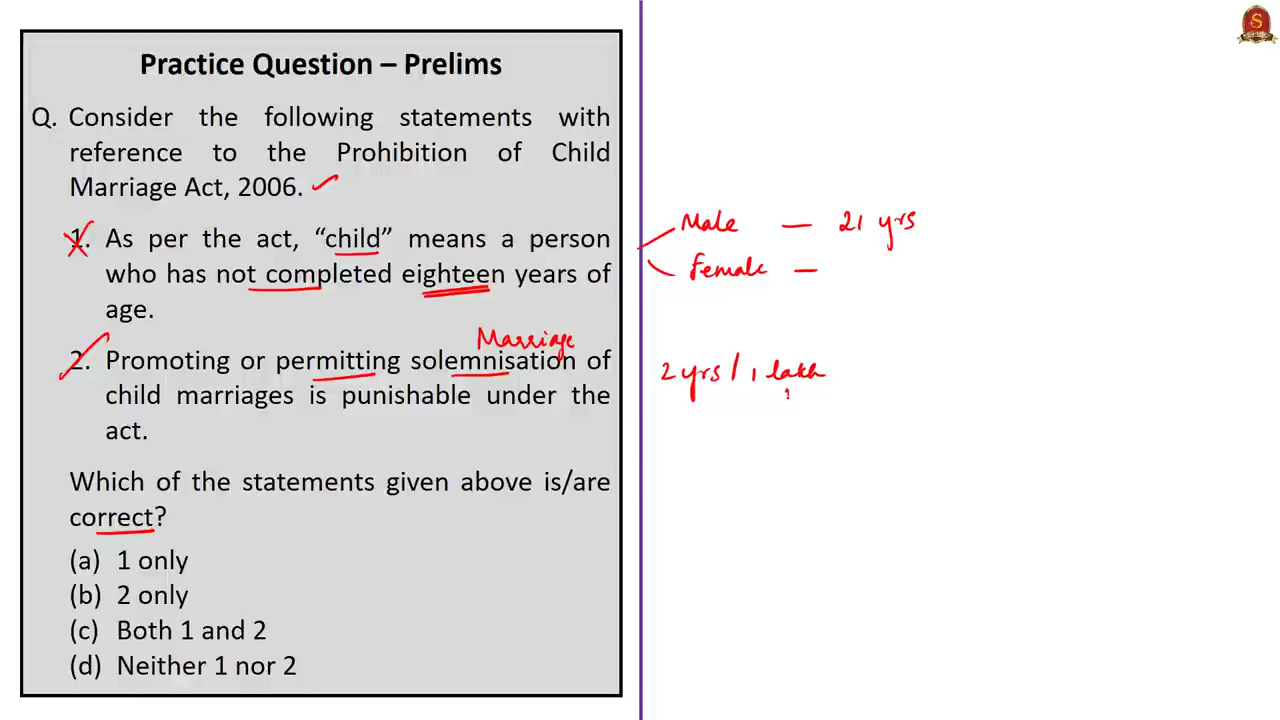 Practice Question – Prelims
Q. Consider the following statements with
reference to the Prohibition of Child
Marriage Act, 2006.
1. As per the act, “child” means a person
who has not completed eighteen years of
age.
Male — 21 yrs
Female —
Marriage
2. Promoting or permitting solemnisation of
child marriages is punishable under the
act.
2 yrs / 1 lakh
Which of the statements given above is/are
correct?
(a) 1 only
(b) 2 only
(c) Both 1 and 2
(d) Neither 1 nor 2
S